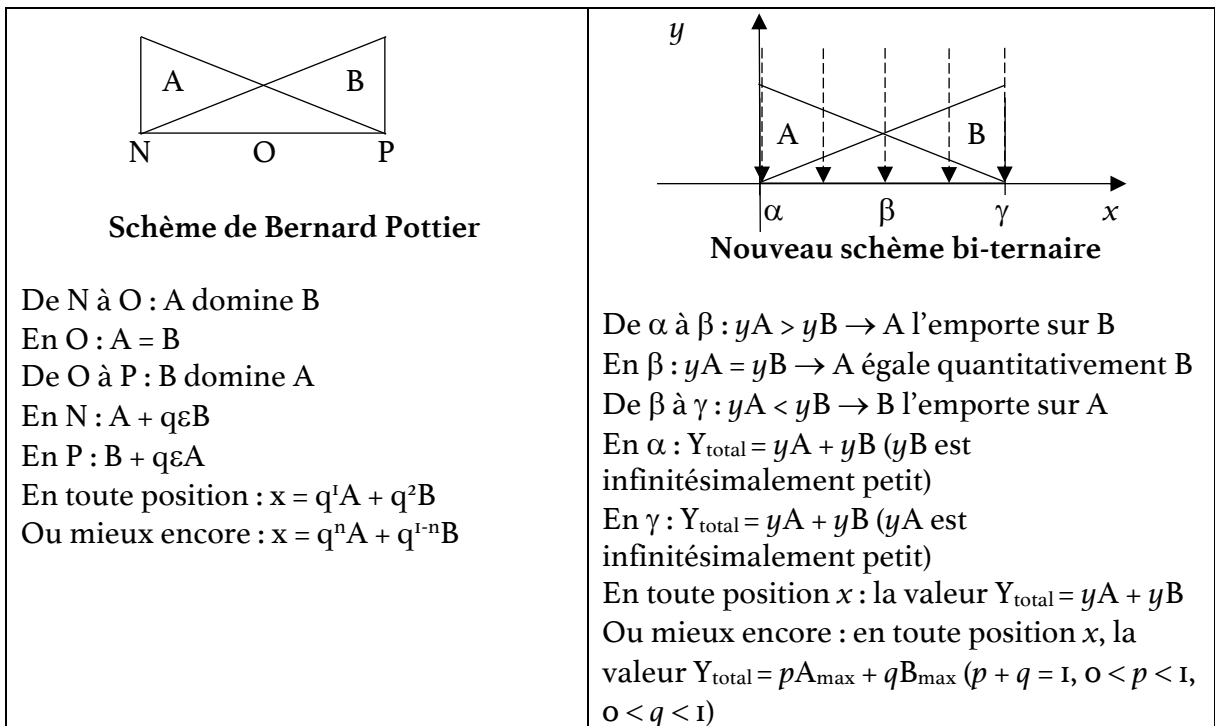 A B
N O P
Schème de Bernard Pottier
De N à O : A domine B
En O : A = B
De O à P : B domine A
En N : A + qεB
En P : B + qεA
En toute position : x = q¹A + q²B
Ou mieux encore : x = qⁿA + q¹⁻ⁿB
y
A B
α β γ x
Nouveau schème bi-ternaire
De α à β : yA > yB → A l’emporte sur B
En β : yA = yB → A égale quantitativement B
De β à γ : yA < yB → B l’emporte sur A
En α : Y_total = yA + yB (yB est
infinitésimalement petit)
En γ : Y_total = yA + yB (yA est
infinitésimalement petit)
En toute position x : la valeur Y_total = yA + yB
Ou mieux encore : en toute position x, la
valeur Y_total = pA_max + qB_max (p + q = 1, 0 < p < 1,
0 < q < 1)